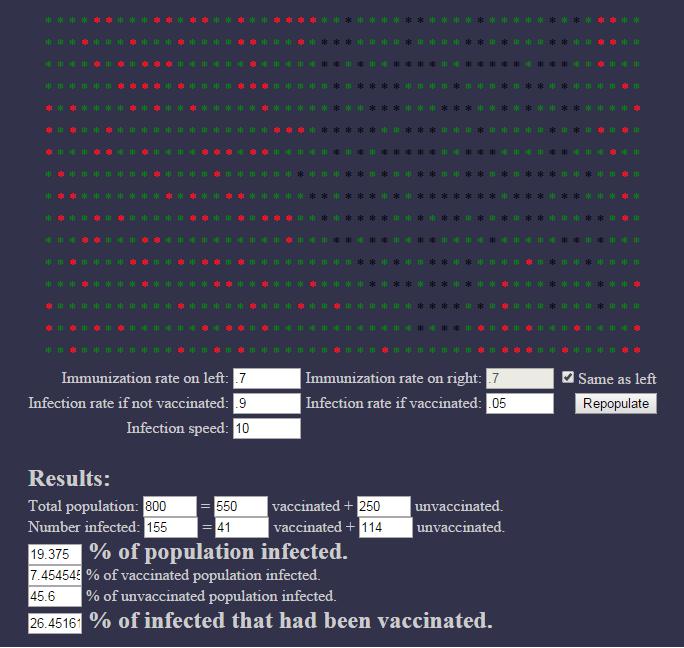 Immunization rate on left: .7 Immunization rate on right: .7 Same as left
Infection rate if not vaccinated: .9 Infection rate if vaccinated: .05 Repopulate
Infection speed: 10
Results:
Total population: 800 = 550 vaccinated + 250 unvaccinated.
Number infected: 155 = 41 vaccinated + 114 unvaccinated.
19.375 % of population infected.
7.454545 % of vaccinated population infected.
45.6 % of unvaccinated population infected.
26.45161 % of infected that had been vaccinated.